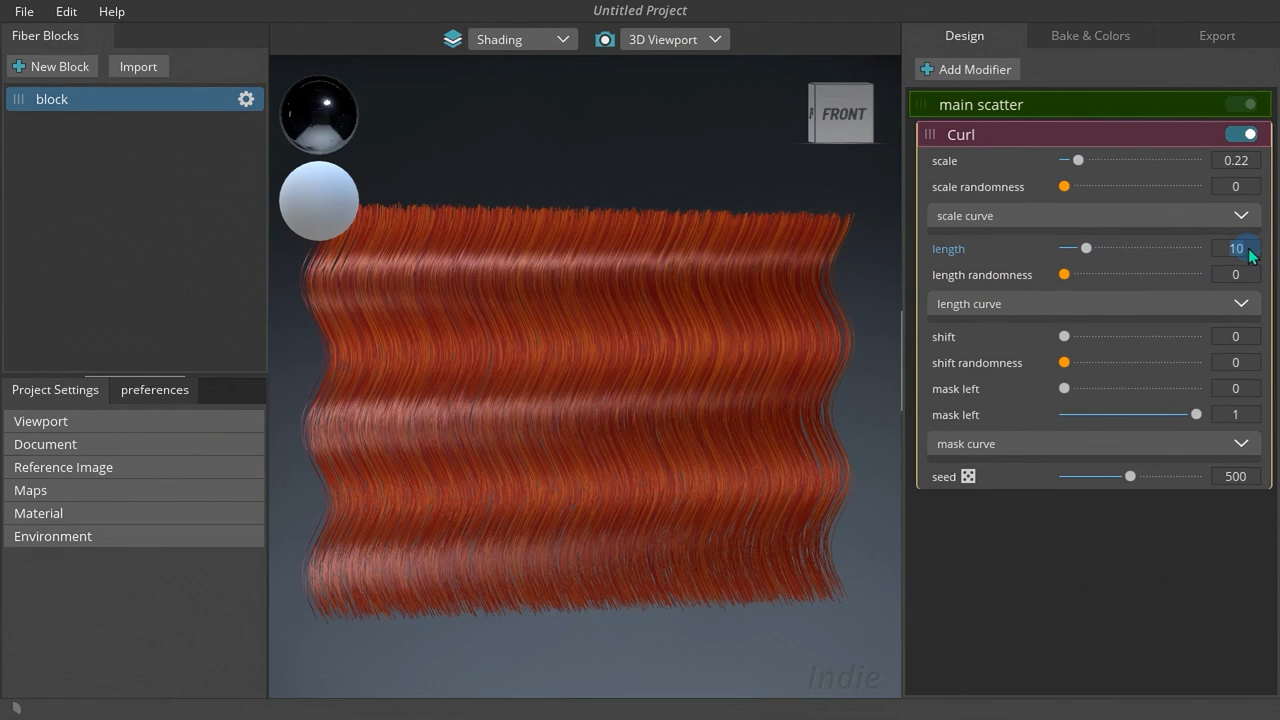 File Edit Help
Untitled Project
Fiber Blocks
New Block Import
block
Shading
3D Viewport
FRONT
Indie
Project Settings preferences
Viewport
Document
Reference Image
Maps
Material
Environment
Design Bake & Colors Export
Add Modifier
main scatter
Curl
scale 0.22
scale randomness 0
scale curve
length 10
length randomness 0
length curve
shift 0
shift randomness 0
mask left 0
mask left 1
mask curve
seed 500